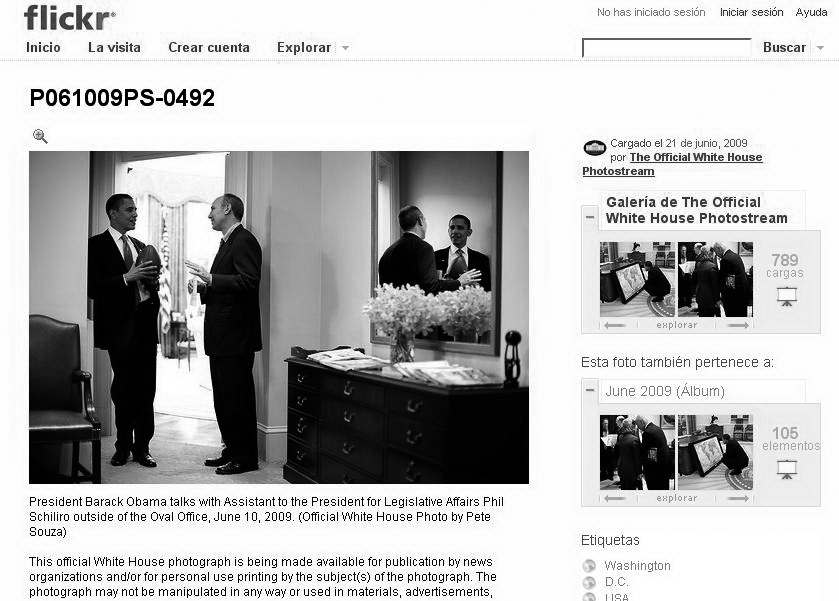 flickr
No has iniciado sesión Iniciar sesión Ayuda
Inicio La visita Crear cuenta Explorar Buscar
P061009PS-0492
President Barack Obama talks with Assistant to the President for Legislative Affairs Phil
Schiliro outside of the Oval Office, June 10, 2009. (Official White House Photo by Pete
Souza)
This official White House photograph is being made available for publication by news
organizations and/or for personal use printing by the subject(s) of the photograph. The
photograph may not be manipulated in any way or used in materials, advertisements,
Cargado el 21 de junio, 2009
por The Official White House
Photostream
Galería de The Official
White House Photostream
789
cargas
explorar
Esta foto también pertenece a:
June 2009 (Álbum)
105
elementos
explorar
Etiquetas
Washington
D.C.
USA